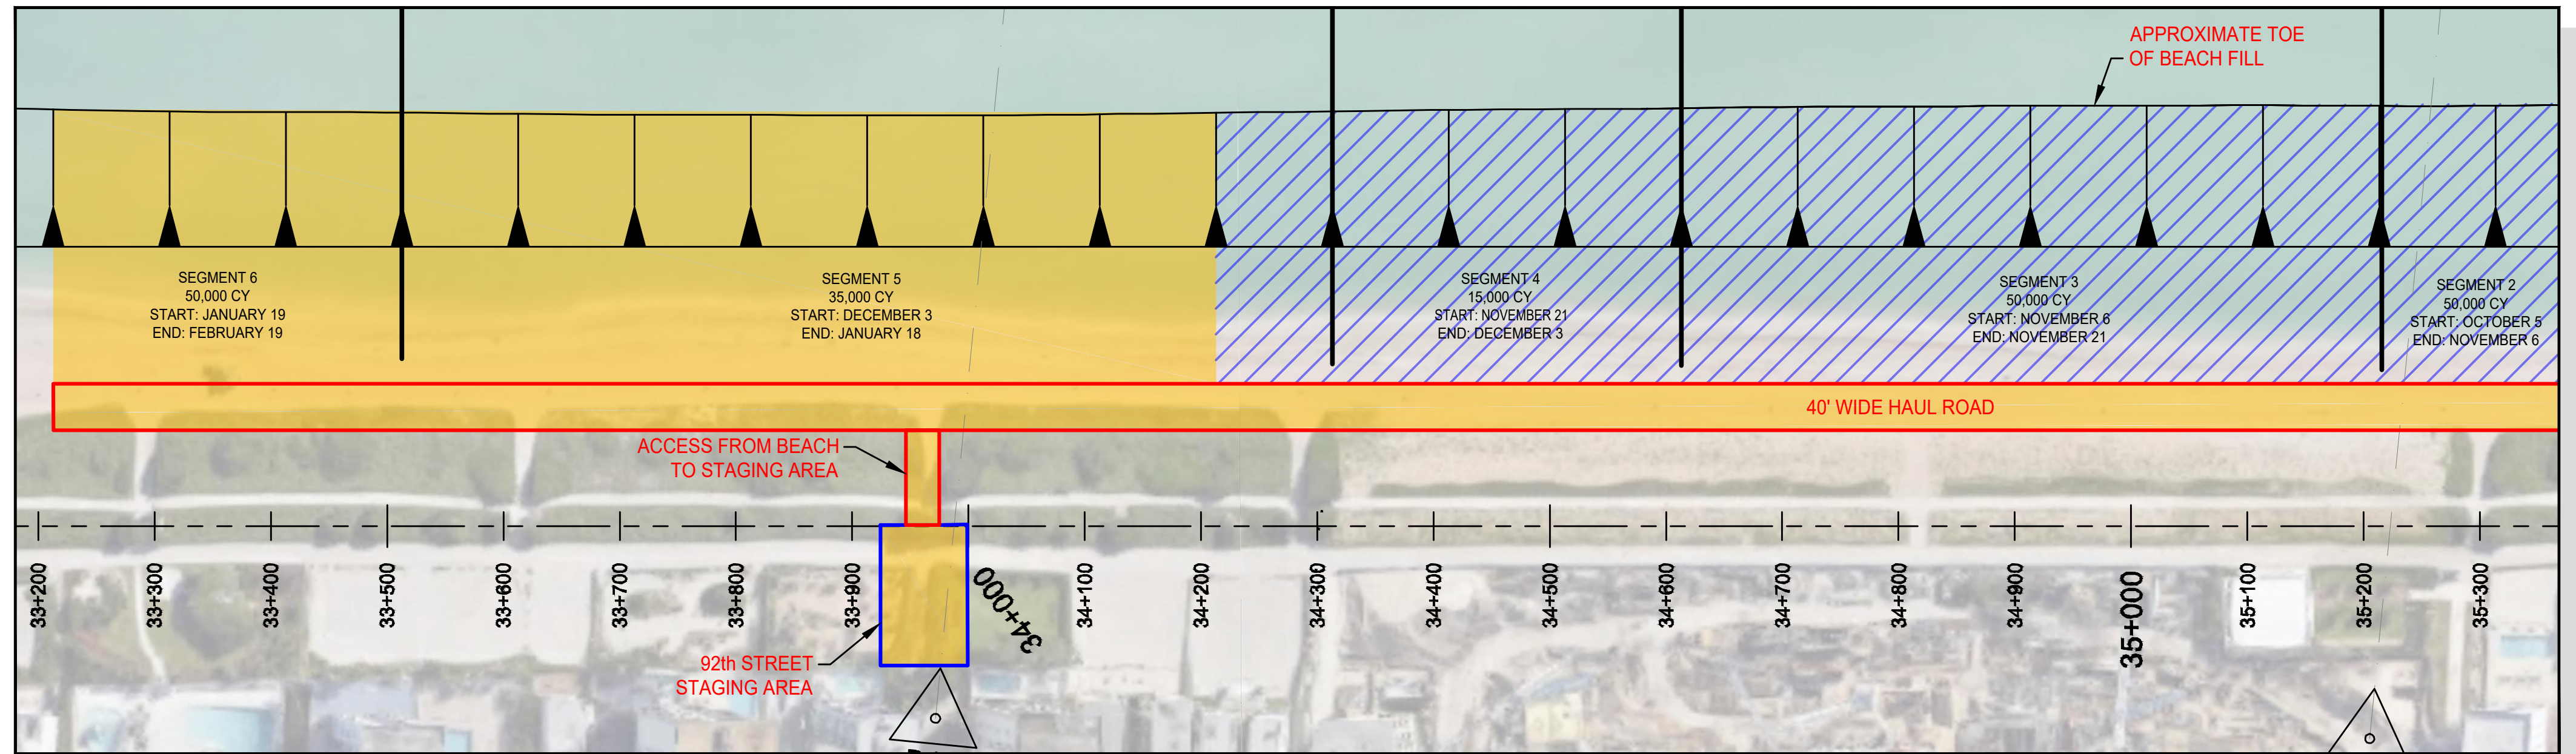 APPROXIMATE TOE
OF BEACH FILL
SEGMENT 6
50,000 CY
START: JANUARY 19
END: FEBRUARY 19
SEGMENT 5
35,000 CY
START: DECEMBER 3
END: JANUARY 18
SEGMENT 4
15,000 CY
START: NOVEMBER 21
END: DECEMBER 3
SEGMENT 3
50,000 CY
START: NOVEMBER 6
END: NOVEMBER 21
SEGMENT 2
50,000 CY
START: OCTOBER 5
END: NOVEMBER 6
40' WIDE HAUL ROAD
ACCESS FROM BEACH
TO STAGING AREA
33+200
33+300
33+400
33+500
33+600
33+700
33+800
33+900
34+000
34+100
34+200
34+300
34+400
34+500
34+600
34+700
34+800
34+900
35+000
35+100
35+200
35+300
92th STREET
STAGING AREA